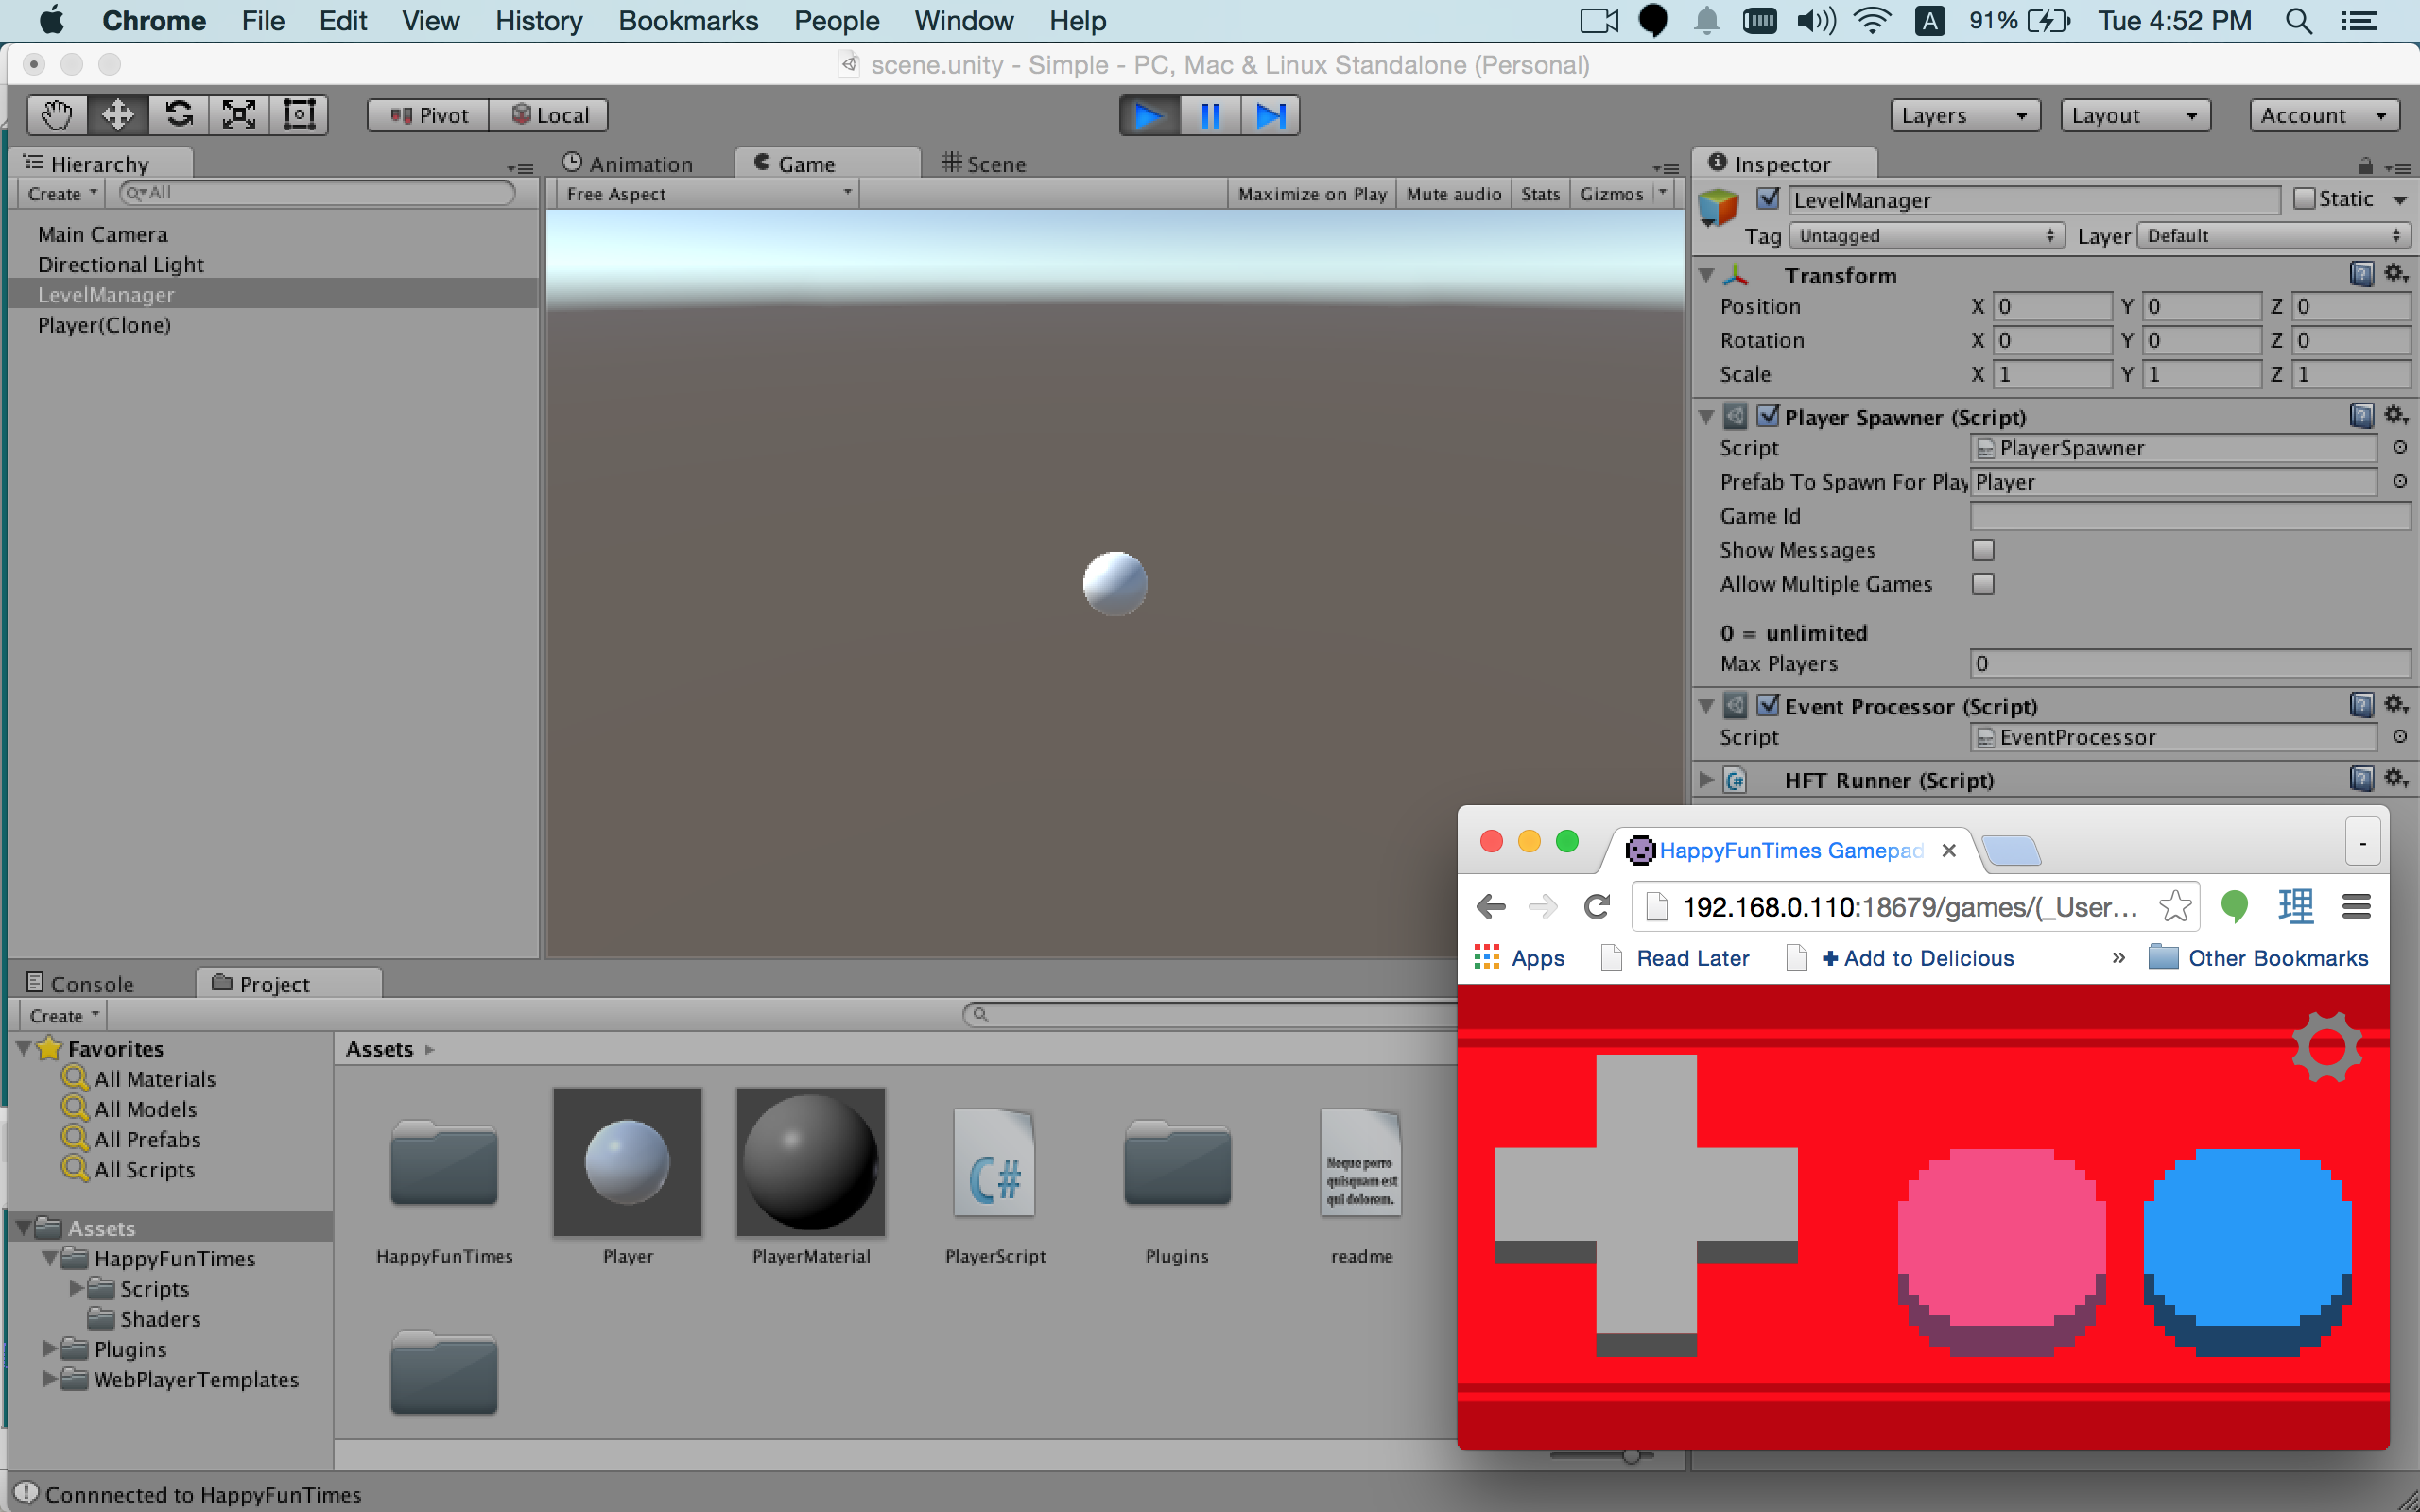 Chrome File Edit View History Bookmarks People Window Help A 91% Tue 4:52 PM
scene.unity - Simple - PC, Mac & Linux Standalone (Personal)
Pivot Local Layers Layout Account
Hierarchy Animation Game Scene Inspector
Create All Free Aspect Maximize on Play Mute audio Stats Gizmos
LevelManager Static
Tag Untagged Layer Default
Main Camera
Directional Light
LevelManager
Player(Clone)
Transform
Position X 0 Y 0 Z 0
Rotation X 0 Y 0 Z 0
Scale X 1 Y 1 Z 1
Player Spawner (Script)
Script PlayerSpawner
Prefab To Spawn For Play Player
Game Id
Show Messages
Allow Multiple Games
0 = unlimited
Max Players 0
Event Processor (Script)
Script EventProcessor
C# HFT Runner (Script)
HappyFunTimes Gamepad
192.168.0.110:18679/games/(_User... 理
Apps Read Later Add to Delicious » Other Bookmarks
Console Project
Create
Favorites
All Materials
All Models
All Prefabs
All Scripts
Assets
HappyFunTimes
Scripts
Shaders
Plugins
WebPlayerTemplates
Assets
C#
Neque porro
quisquam est
qui dolorem.
HappyFunTimes Player PlayerMaterial PlayerScript Plugins readme
Connnected to HappyFunTimes